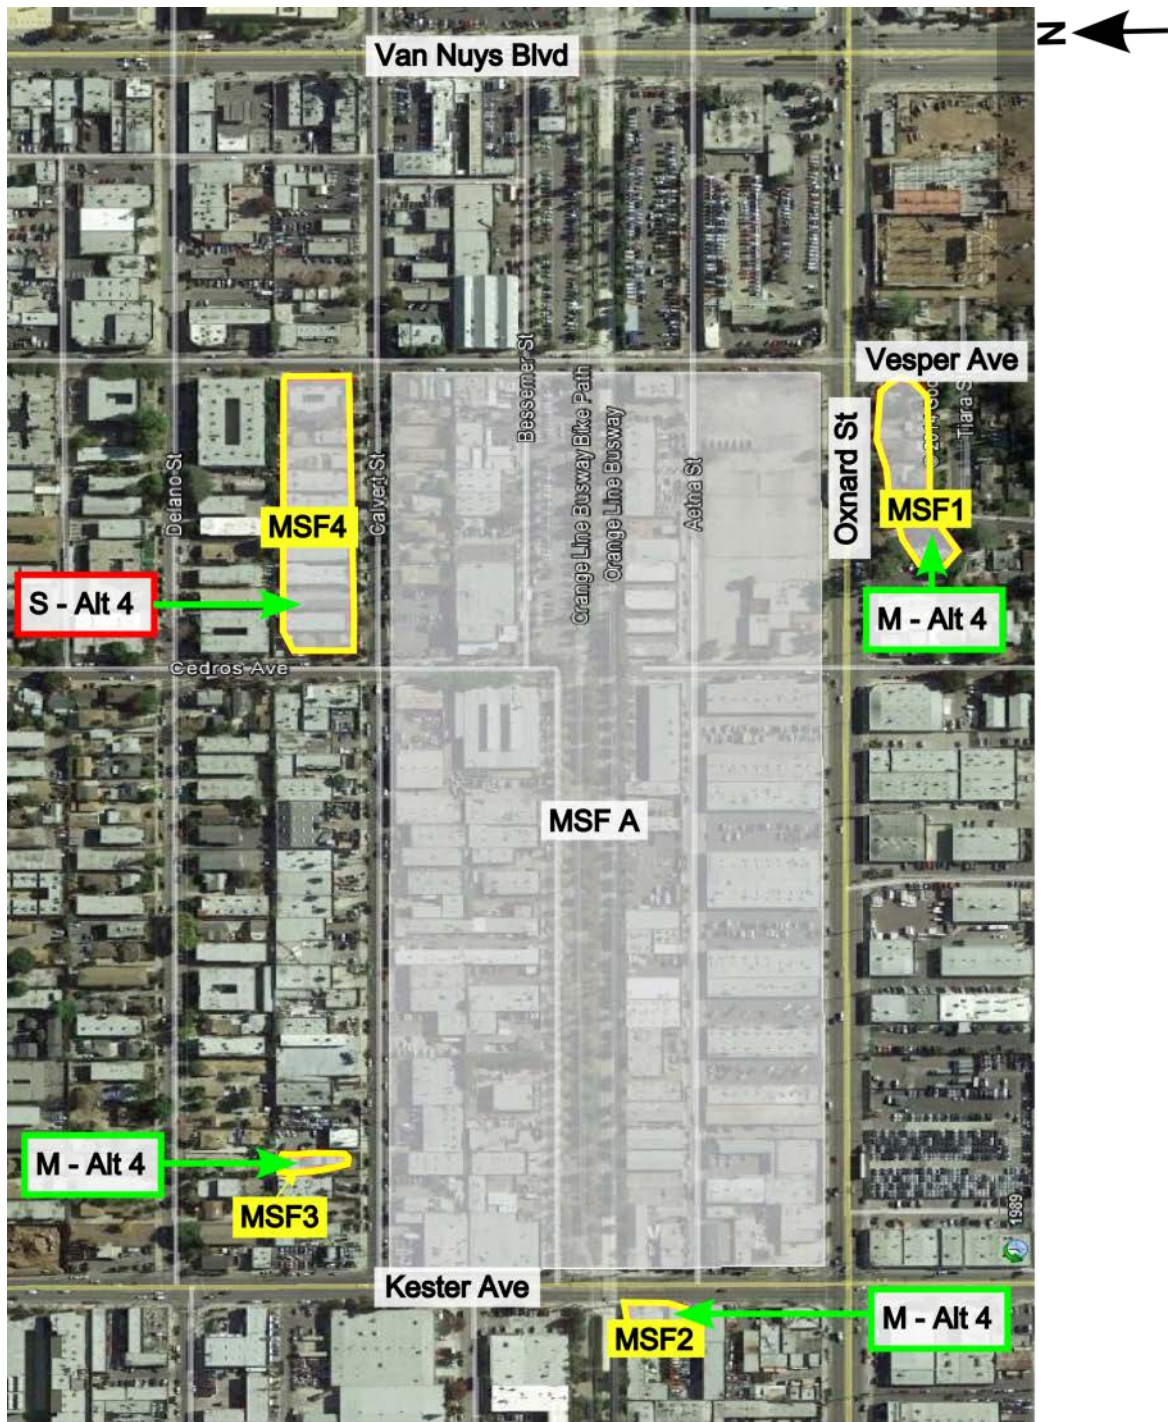 N
Van Nuys Blvd
Vesper Ave
Bessemer St
Orange Line Busway Bike Path
Orange Line Busway
Oxnard St
Tiara S
Delano St
MSF4
Calvert St
Aetna St
MSF1
S - Alt 4
M - Alt 4
Cedros Ave
MSF A
M - Alt 4
MSF3
1989
Kester Ave
M - Alt 4
MSF2